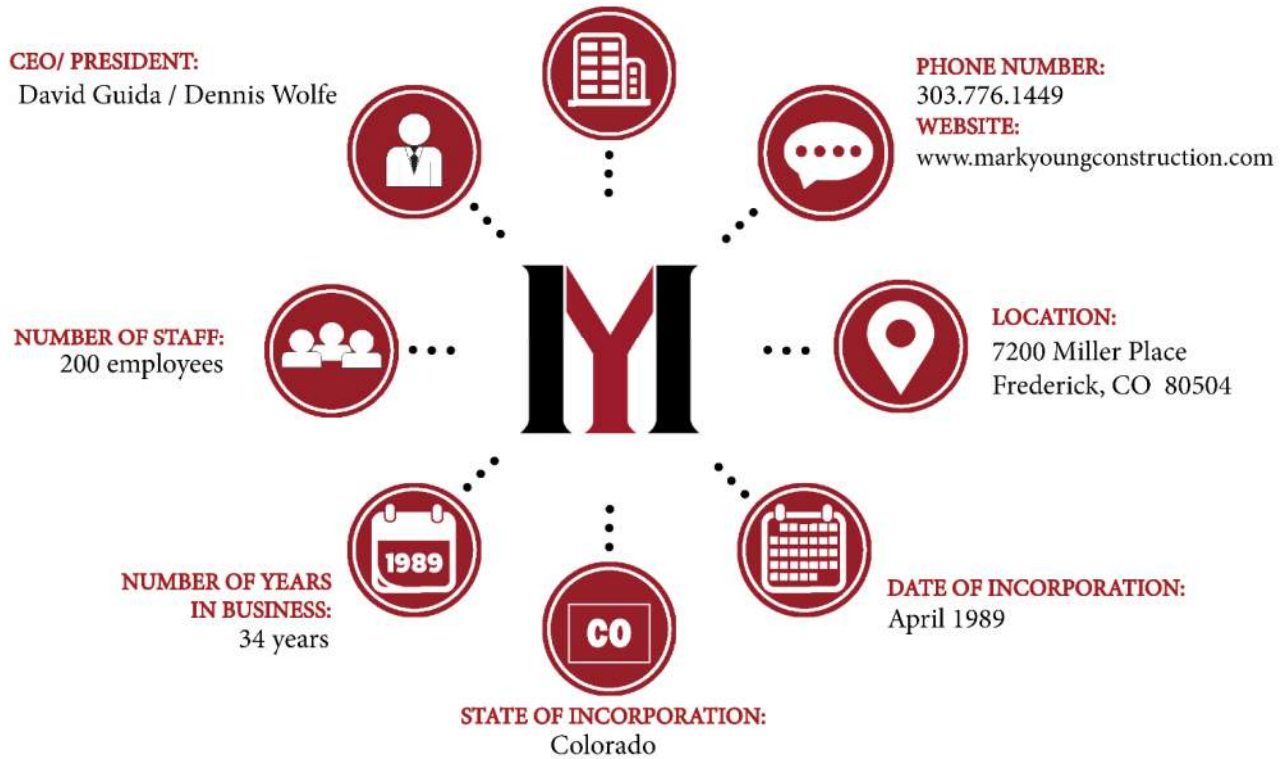 CEO/ PRESIDENT:
David Guida / Dennis Wolfe
PHONE NUMBER:
303.776.1449
WEBSITE:
www.markyoungconstruction.com
NUMBER OF STAFF:
200 employees
MYI
LOCATION:
7200 Miller Place
Frederick, CO 80504
1989
NUMBER OF YEARS
IN BUSINESS:
34 years
CO
STATE OF INCORPORATION:
Colorado
DATE OF INCORPORATION:
April 1989